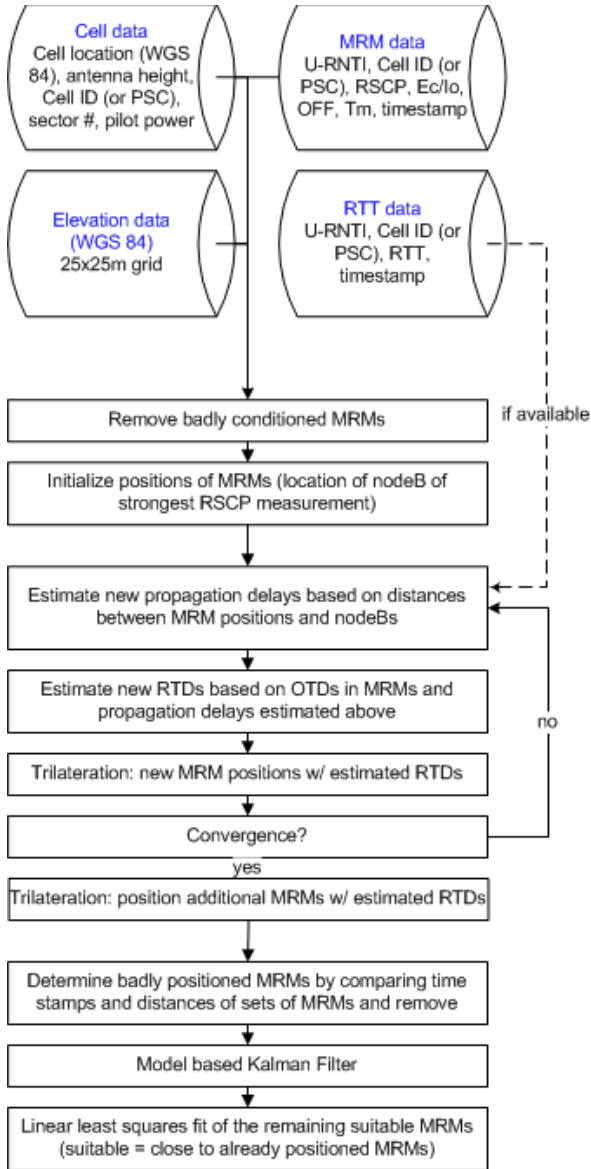 Cell data
Cell location (WGS
84), antenna height,
Cell ID (or PSC),
sector #, pilot power
MRM data
U-RNTI, Cell ID (or
PSC), RSCP, Ec/Io,
OFF, Tm, timestamp
Elevation data
(WGS 84)
25x25m grid
RTT data
U-RNTI, Cell ID (or
PSC), RTT,
timestamp
if available
Remove badly conditioned MRMs
Initialize positions of MRMs (location of nodeB of
strongest RSCP measurement)
Estimate new propagation delays based on distances
between MRM positions and nodeBs
Estimate new RTDs based on OTDs in MRMs and
propagation delays estimated above
no
Trilateration: new MRM positions w/ estimated RTDs
Convergence?
yes
Trilateration: position additional MRMs w/ estimated RTDs
Determine badly positioned MRMs by comparing time
stamps and distances of sets of MRMs and remove
Model based Kalman Filter
Linear least squares fit of the remaining suitable MRMs
(suitable = close to already positioned MRMs)